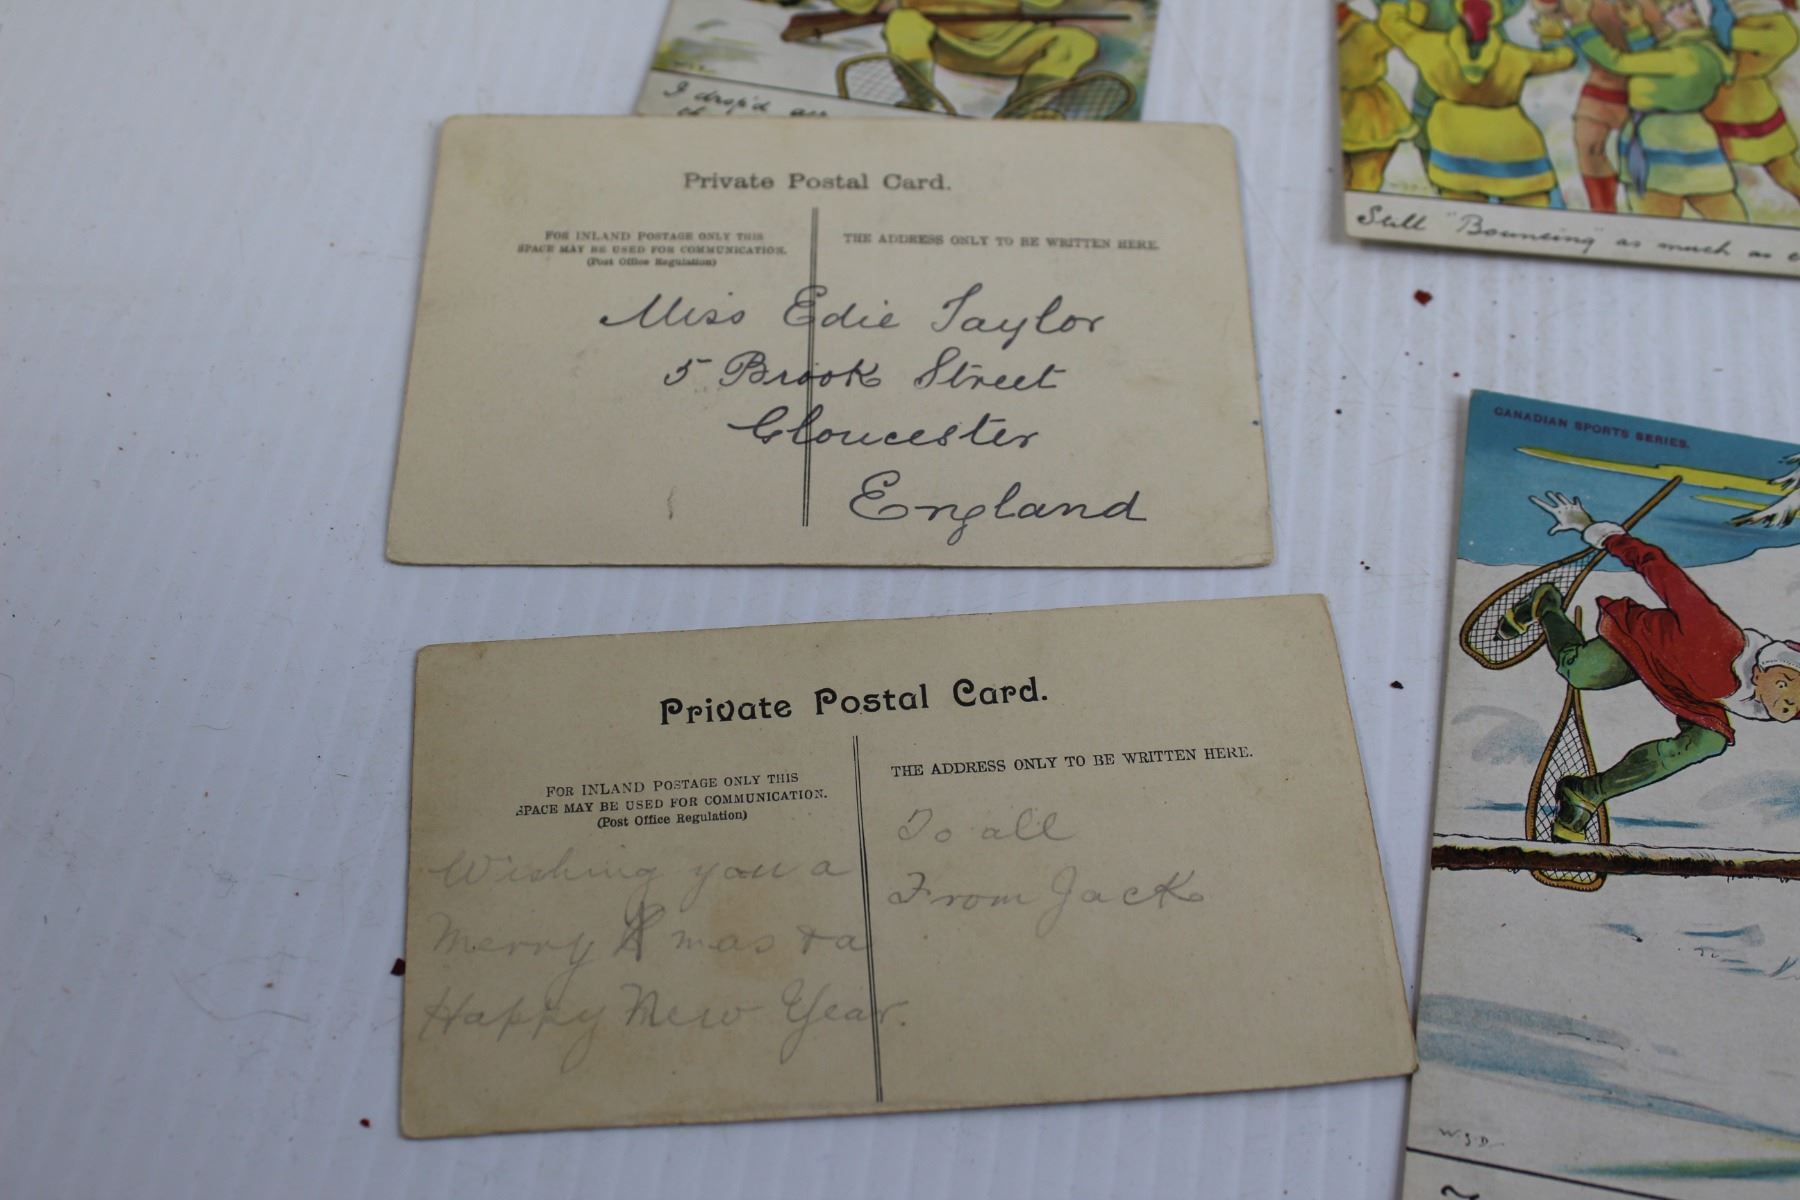 W.S.D.
I drop'd
Still "Bouncing" as much as
Private Postal Card.
FOR INLAND POSTAGE ONLY THIS
SPACE MAY BE USED FOR COMMUNICATION.
(Post Office Regulation)
THE ADDRESS ONLY TO BE WRITTEN HERE.
Miss Edie Taylor
5 Brook Street
Gloucester
England
CANADIAN SPORTS SERIES.
Private Postal Card.
FOR INLAND POSTAGE ONLY THIS
SPACE MAY BE USED FOR COMMUNICATION.
(Post Office Regulation)
THE ADDRESS ONLY TO BE WRITTEN HERE.
Wishing you a
Merry Xmas & a
Happy New Year.
To all
From Jack
W.S.D.